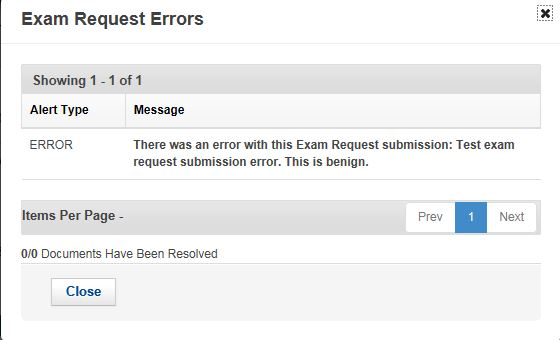 Exam Request Errors
Showing 1 - 1 of 1
Alert Type Message
ERROR There was an error with this Exam Request submission: Test exam
request submission error. This is benign.
Items Per Page - Prev 1 Next
0/0 Documents Have Been Resolved
Close